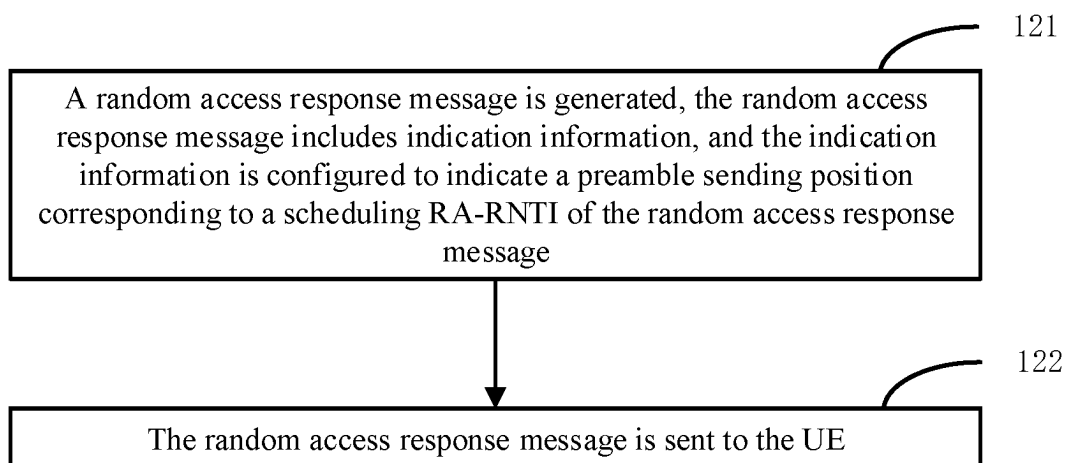 121
A random access response message is generated, the random access
response message includes indication information, and the indication
information is configured to indicate a preamble sending position
corresponding to a scheduling RA-RNTI of the random access response
message
122
The random access response message is sent to the UE